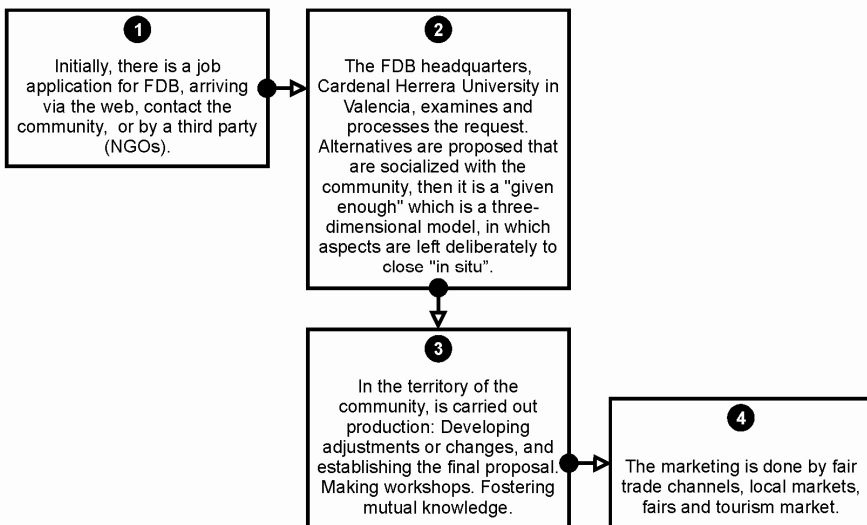 1
Initially, there is a job
application for FDB, arriving
via the web, contact the
community, or by a third party
(NGOs).
2
The FDB headquarters,
Cardenal Herrera University in
Valencia, examines and
processes the request.
Alternatives are proposed that
are socialized with the
community, then it is a "given
enough" which is a three-
dimensional model, in which
aspects are left deliberately to
close "in situ”.
3
In the territory of the
community, is carried out
production: Developing
adjustments or changes, and
establishing the final proposal.
Making workshops. Fostering
mutual knowledge.
4
The marketing is done by fair
trade channels, local markets,
fairs and tourism market.